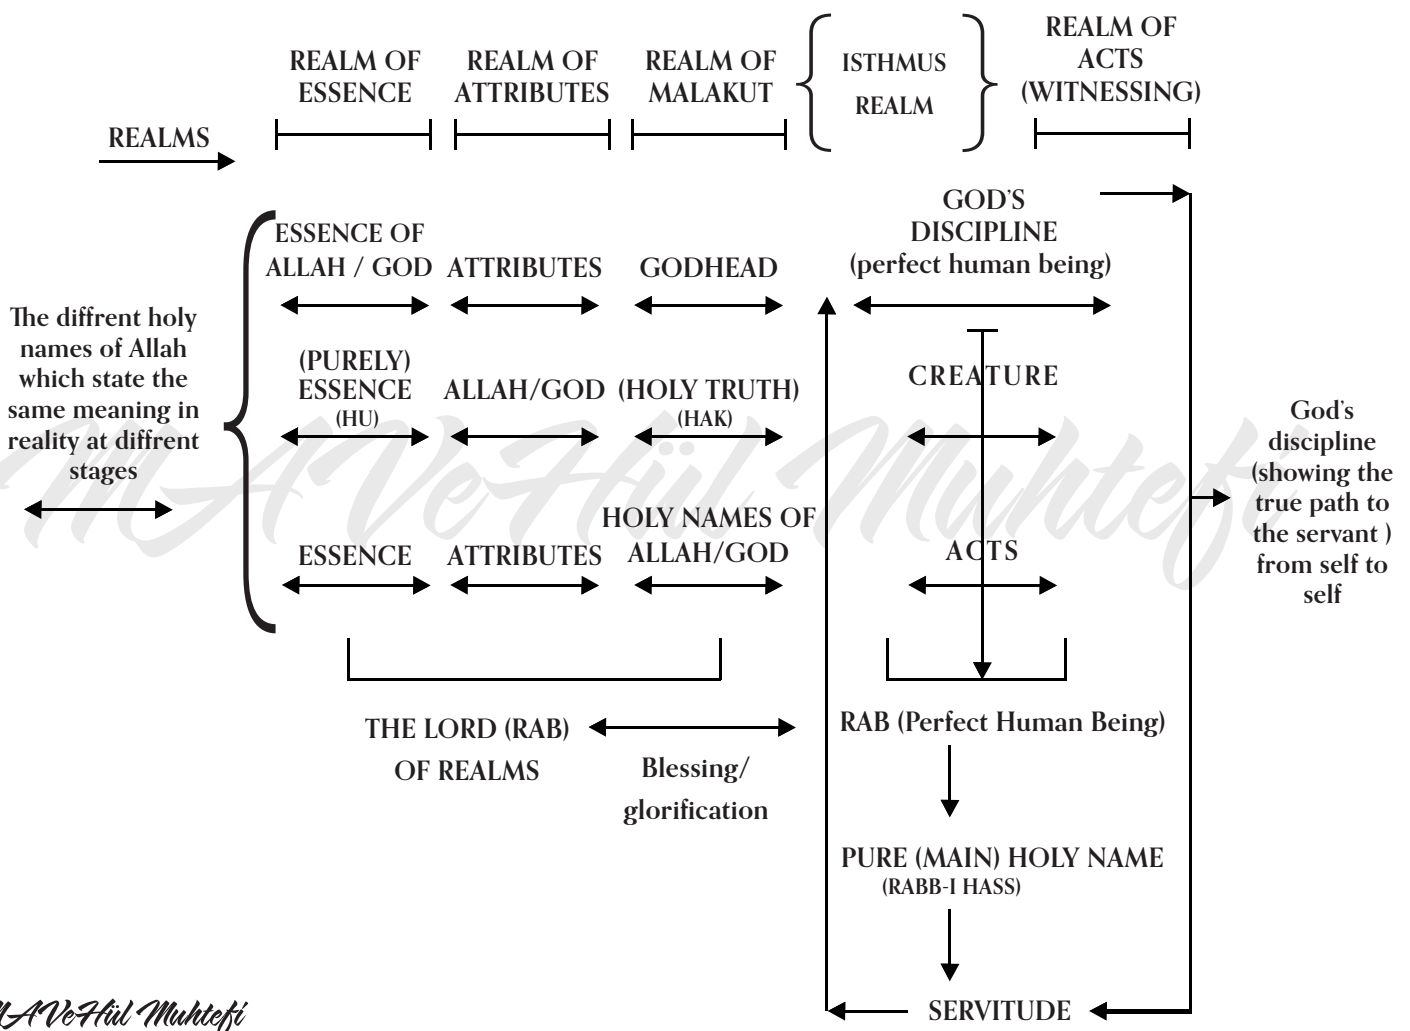 REALM OF
ESSENCE
REALM OF
ATTRIBUTES
REALM OF
MALAKUT
ISTHMUS
REALM
REALM OF
ACTS
(WITNESSING)
REALMS
The diffrent holy
names of Allah
which state the
same meaning in
reality at diffrent
stages
ESSENCE OF
ALLAH / GOD
ATTRIBUTES
GODHEAD
GOD'S
DISCIPLINE
(perfect human being)
(PURELY)
ESSENCE
(HU)
ALLAH/GOD
(HOLY TRUTH)
(HAK)
CREATURE
ESSENCE
ATTRIBUTES
HOLY NAMES OF
ALLAH/GOD
ACTS
God's
discipline
(showing the
true path to
the servant )
from self to
self
THE LORD (RAB)
OF REALMS
Blessing/
glorification
RAB (Perfect Human Being)
PURE (MAIN) HOLY NAME
(RABB-I HASS)
SERVITUDE
MAVeHül Muhtefi
MAVeHül Muhtefi